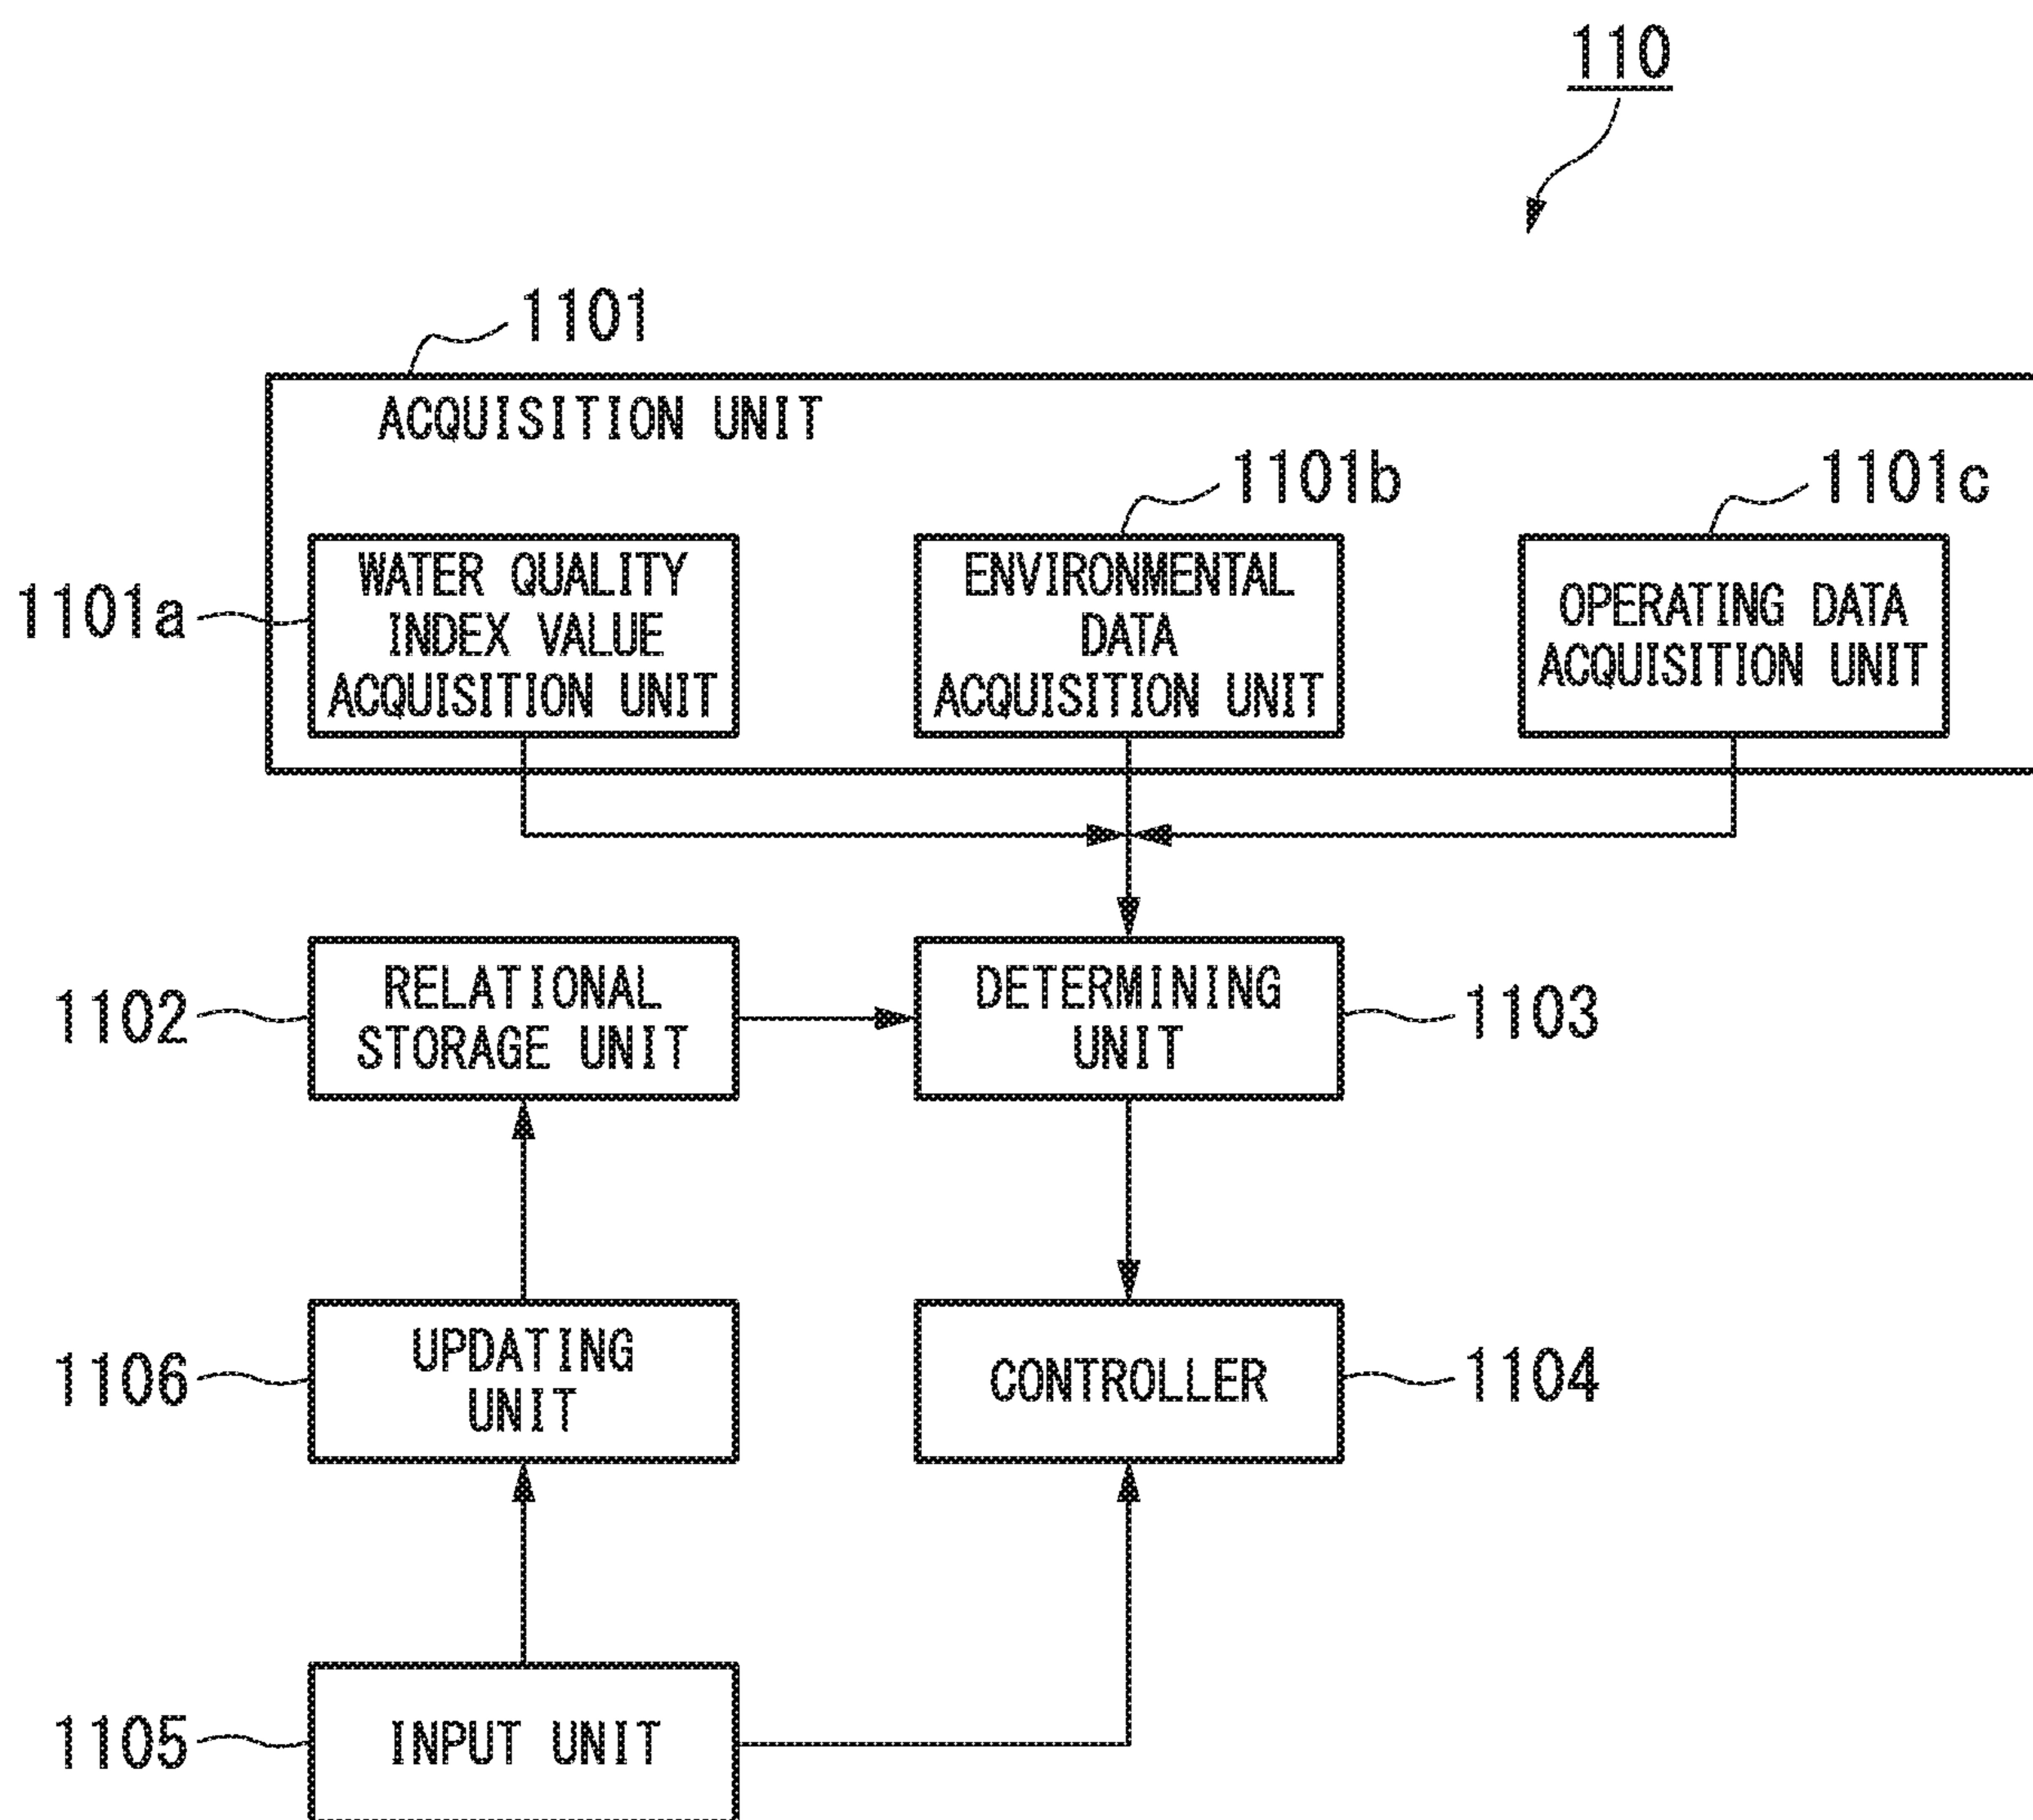 110
1101
ACQUISITION UNIT
1101b
1101c
1101a
WATER QUALITY
INDEX VALUE
ACQUISITION UNIT
ENVIRONMENTAL
DATA
ACQUISITION UNIT
OPERATING DATA
ACQUISITION UNIT
1102
RELATIONAL
STORAGE UNIT
DETERMINING
UNIT
1103
1106
UPDATING
UNIT
CONTROLLER
1104
1105
INPUT UNIT